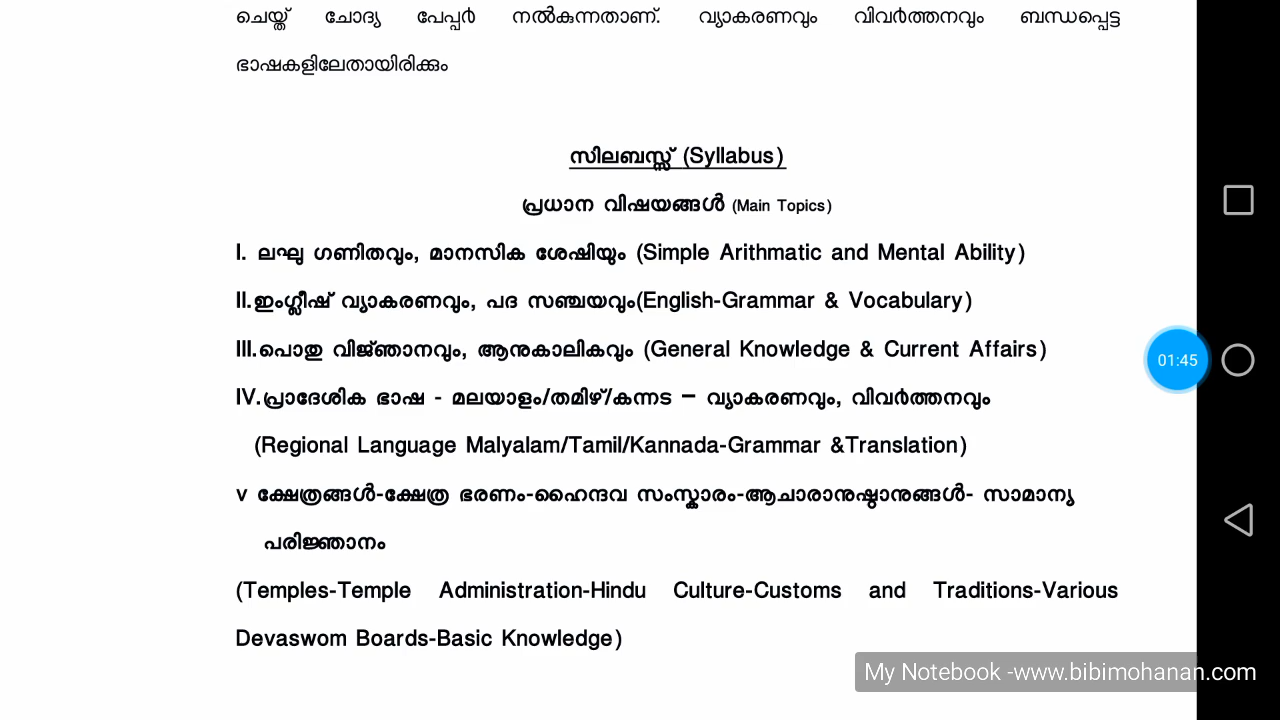 ചെയ്ത് ചോദ്യ പേപ്പർ നൽകുന്നതാണ്. വ്യാകരണവും വിവർത്തനവും ബന്ധപ്പെട്ട
ഭാഷകളിലേതായിരിക്കും
സിലബസ്സ് (Syllabus)
പ്രധാന വിഷയങ്ങൾ (Main Topics)
I. ലഘു ഗണിതവും, മാനസിക ശേഷിയും (Simple Arithmatic and Mental Ability)
II.ഇംഗ്ലീഷ് വ്യാകരണവും, പദ സഞ്ചയവും(English-Grammar & Vocabulary)
III.പൊതു വിജ്ഞാനവും, ആനുകാലികവും (General Knowledge & Current Affairs)
01:45
IV.പ്രാദേശിക ഭാഷ - മലയാളം/തമിഴ്/കന്നട – വ്യാകരണവും, വിവർത്തനവും
(Regional Language Malyalam/Tamil/Kannada-Grammar &Translation)
v ക്ഷേത്രങ്ങൾ-ക്ഷേത്ര ഭരണം-ഹൈന്ദവ സംസ്കാരം-ആചാരാനുഷ്ഠാനുങ്ങൾ- സാമാന്യ
പരിജ്ഞാനം
(Temples-Temple Administration-Hindu Culture-Customs and Traditions-Various
Devaswom Boards-Basic Knowledge)
My Notebook -www.bibimohanan.com